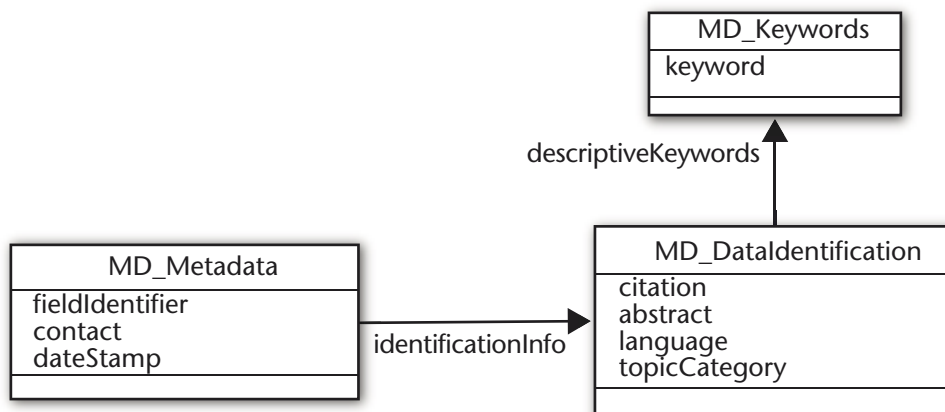 MD_Keywords
keyword
descriptiveKeywords
MD_Metadata
fieldIdentifier
contact
dateStamp
identificationInfo
MD_DataIdentification
citation
abstract
language
topicCategory